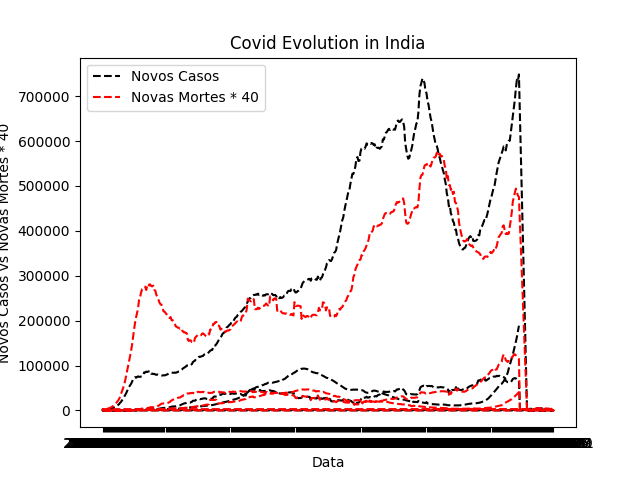 Covid Evolution in India
Novos Casos
Novas Mortes * 40
700000
600000
500000
400000
300000
200000
100000
0
Novos Casos Vs Novas Mortes * 40
Data